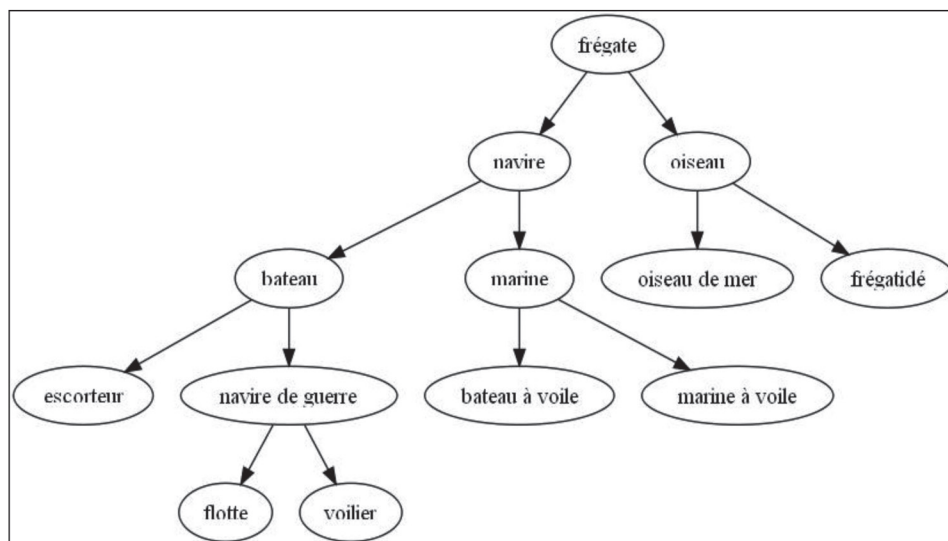 frégate
navire
oiseau
bateau
marine
oiseau de mer
frégatidé
escorteur
navire de guerre
bateau à voile
marine à voile
flotte
voilier